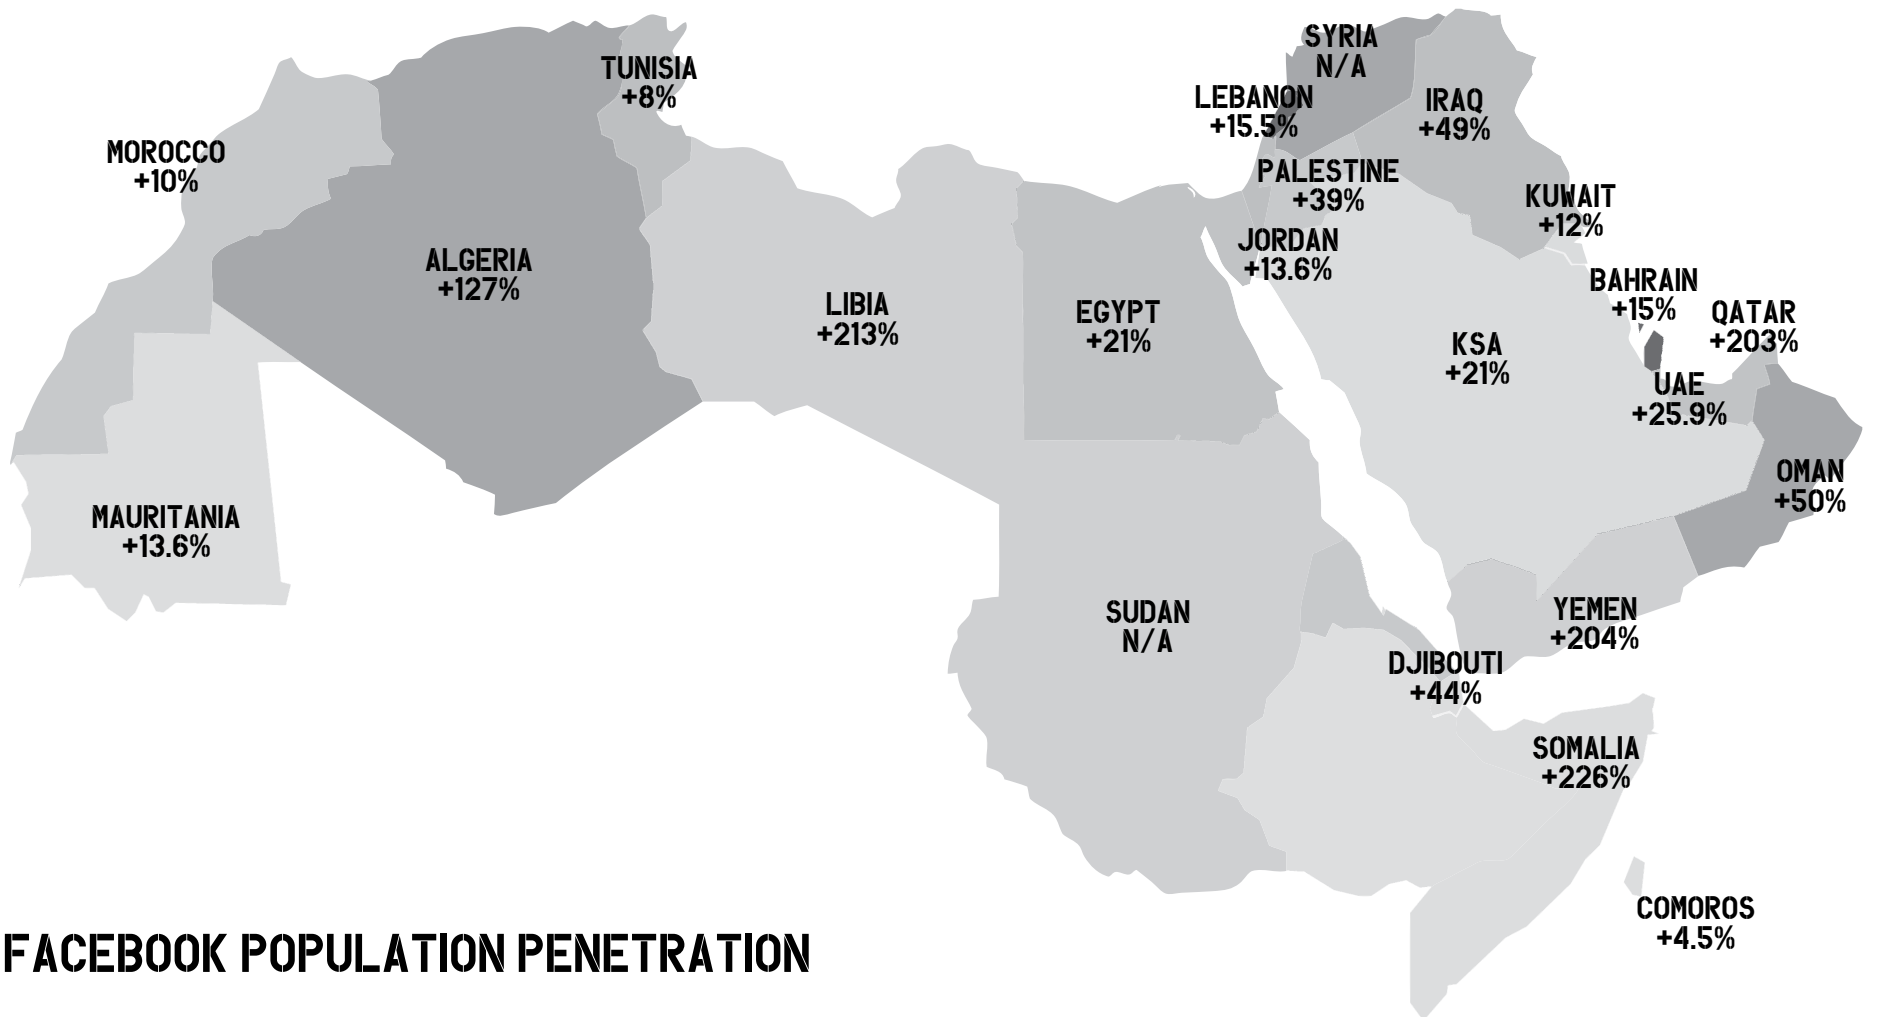 SYRIA
N/A
TUNISIA
+8%
LEBANON
+15.5%
IRAQ
+49%
MOROCCO
+10%
PALESTINE
+39%
KUWAIT
+12%
JORDAN
+13.6%
ALGERIA
+127%
BAHRAIN
+15%
LIBIA
+213%
EGYPT
+21%
QATAR
+203%
KSA
+21%
UAE
+25.9%
OMAN
+50%
MAURITANIA
+13.6%
SUDAN
N/A
YEMEN
+204%
DJIBOUTI
+44%
SOMALIA
+226%
COMOROS
+4.5%
FACEBOOK POPULATION PENETRATION